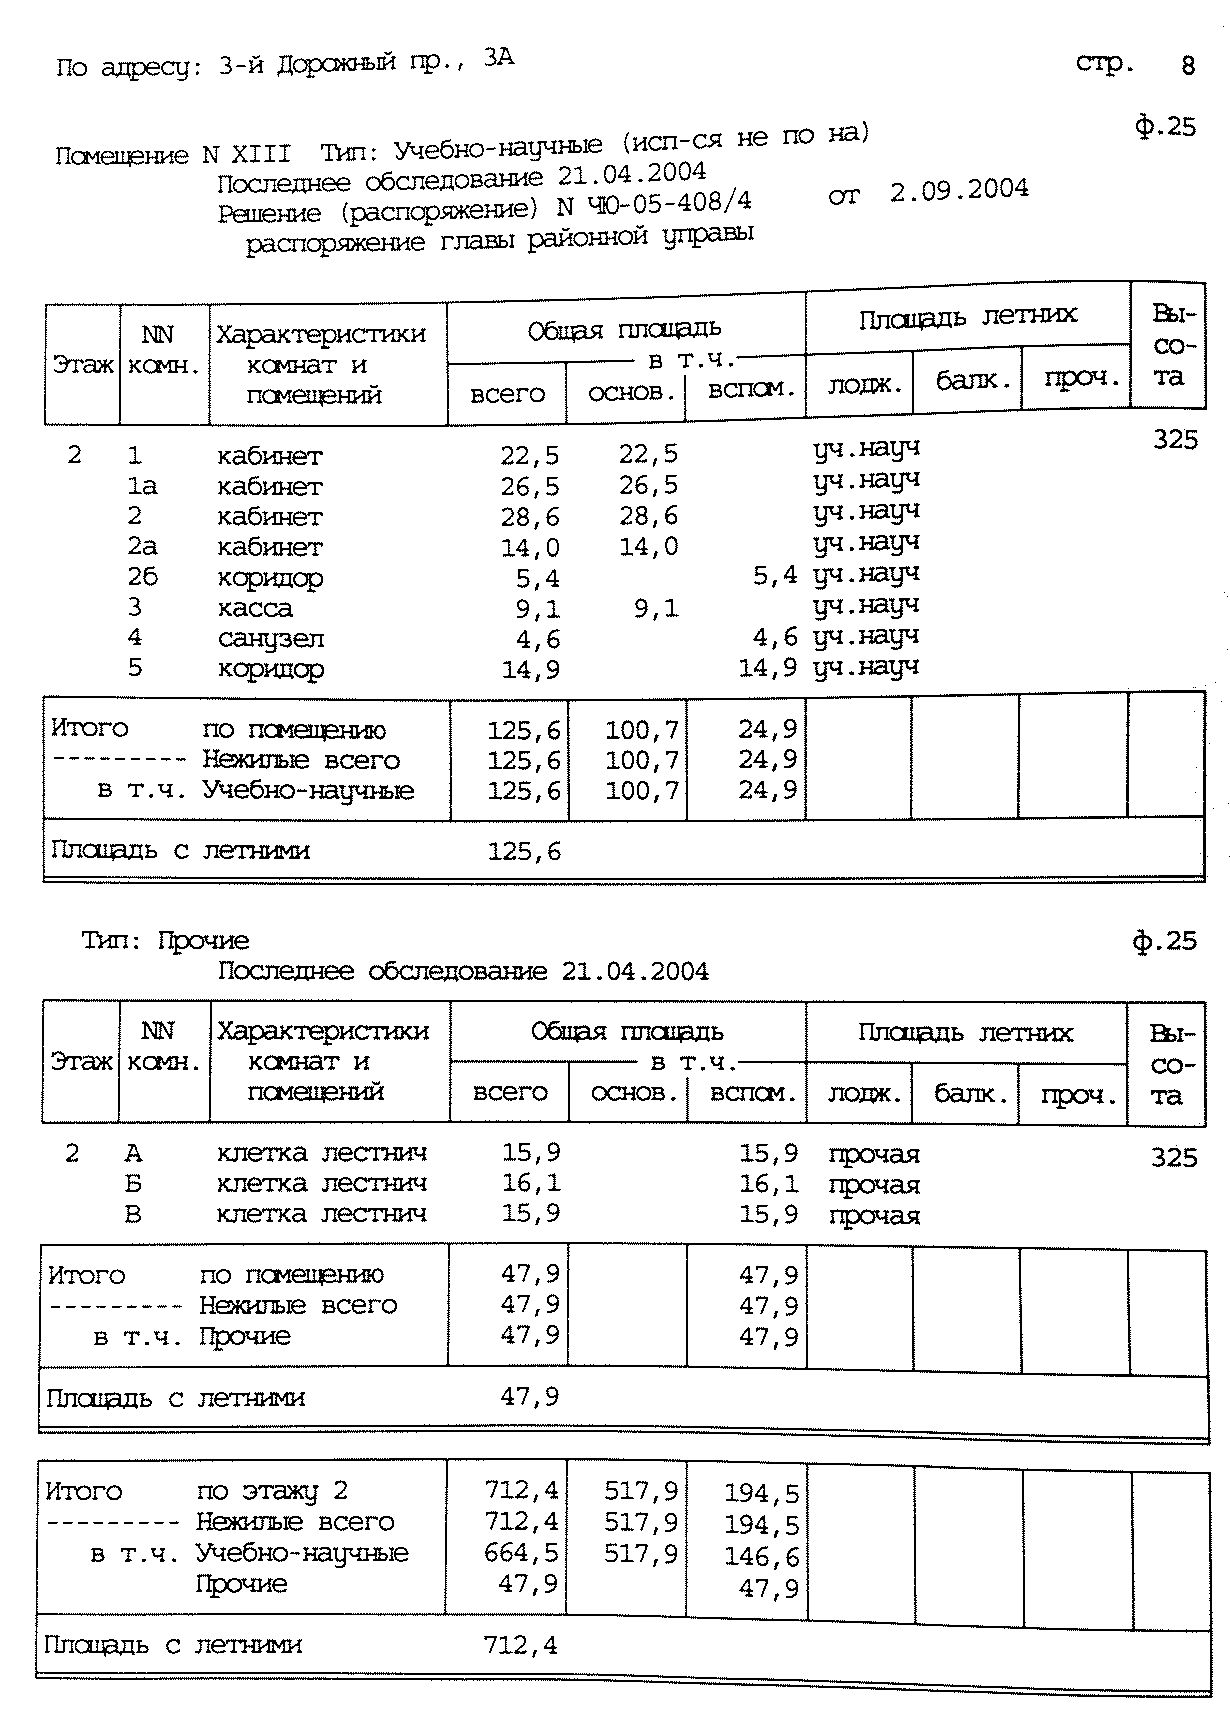 По адресу: 3-й Дорожный пр., 3А стр. 8
ф.25
Помещение N XIII Тип: Учебно-научные (исп-ся не по на)
Последнее обследование 21.04.2004
Решение (распоряжение) N ЧЮ-05-408/4 от 2.09.2004
распоряжение главы районной управы
Этаж NN комн. Характеристики комнат и помещений Общая площадь Площадь летних Вы-со-та
в т.ч.
всего основ. вспом. лодж. балк. проч.
2 1 кабинет 22,5 22,5 уч.науч 325
1а кабинет 26,5 26,5 уч.науч
2 кабинет 28,6 28,6 уч.науч
2а кабинет 14,0 14,0 уч.науч
2б коридор 5,4 5,4 уч.науч
3 касса 9,1 9,1 уч.науч
4 санузел 4,6 4,6 уч.науч
5 коридор 14,9 14,9 уч.науч
Итого по помещению 125,6 100,7 24,9
--------- Нежилые всего 125,6 100,7 24,9
в т.ч. Учебно-научные 125,6 100,7 24,9
Площадь с летними 125,6
Тип: Прочие ф.25
Последнее обследование 21.04.2004
Этаж NN комн. Характеристики комнат и помещений Общая площадь Площадь летних Вы-со-та
в т.ч.
всего основ. вспом. лодж. балк. проч.
2 А клетка лестнич 15,9 15,9 прочая 325
Б клетка лестнич 16,1 16,1 прочая
В клетка лестнич 15,9 15,9 прочая
Итого по помещению 47,9 47,9
--------- Нежилые всего 47,9 47,9
в т.ч. Прочие 47,9 47,9
Площадь с летними 47,9
Итого по этажу 2 712,4 517,9 194,5
--------- Нежилые всего 712,4 517,9 194,5
в т.ч. Учебно-научные 664,5 517,9 146,6
Прочие 47,9 47,9
Площадь с летними 712,4